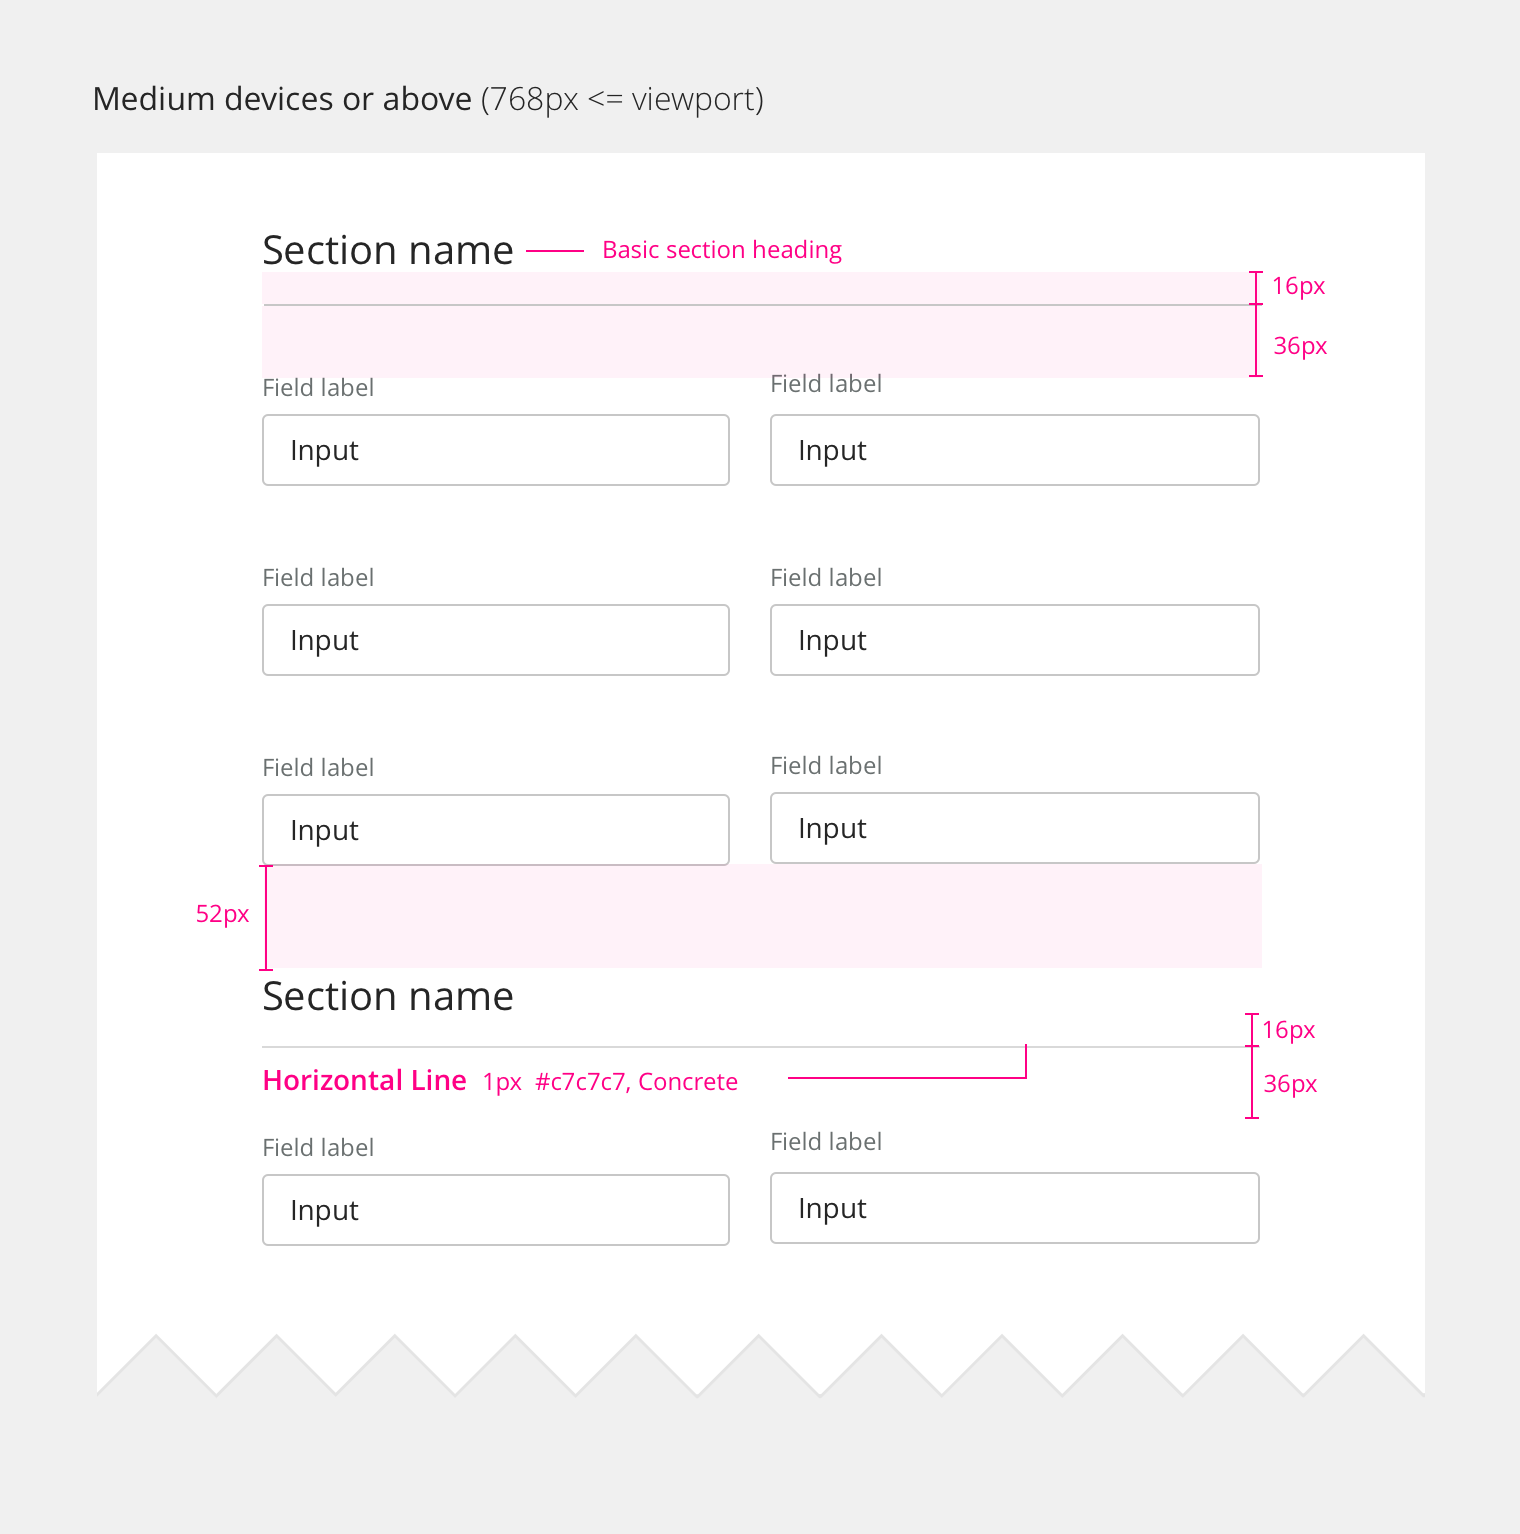 Medium devices or above (768px <= viewport)
Section name Basic section heading
16px
36px
Field label Field label
Input Input
Field label Field label
Input Input
Field label Field label
Input Input
52px
Section name
16px
Horizontal Line 1px #c7c7c7, Concrete 36px
Field label Field label
Input Input